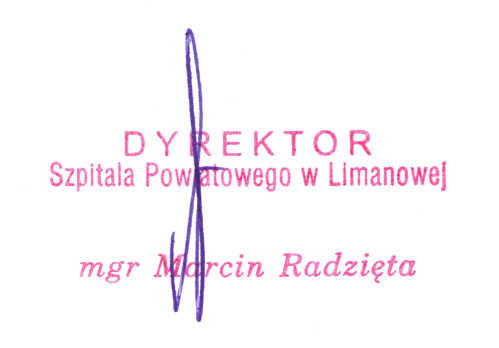 DYREKTOR
Szpitala Powiatowego w Limanowej
mgr Marcin Radzięta